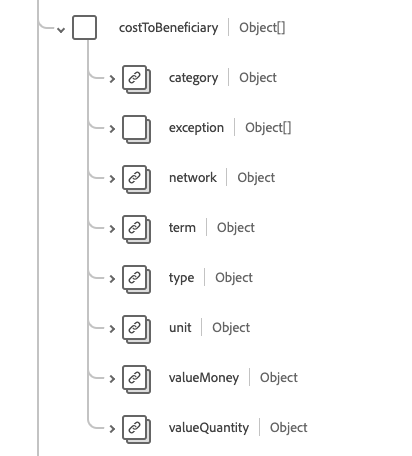 costToBeneficiary | Object[]
category | Object
exception | Object[]
network | Object
term | Object
type | Object
unit | Object
valueMoney | Object
valueQuantity | Object